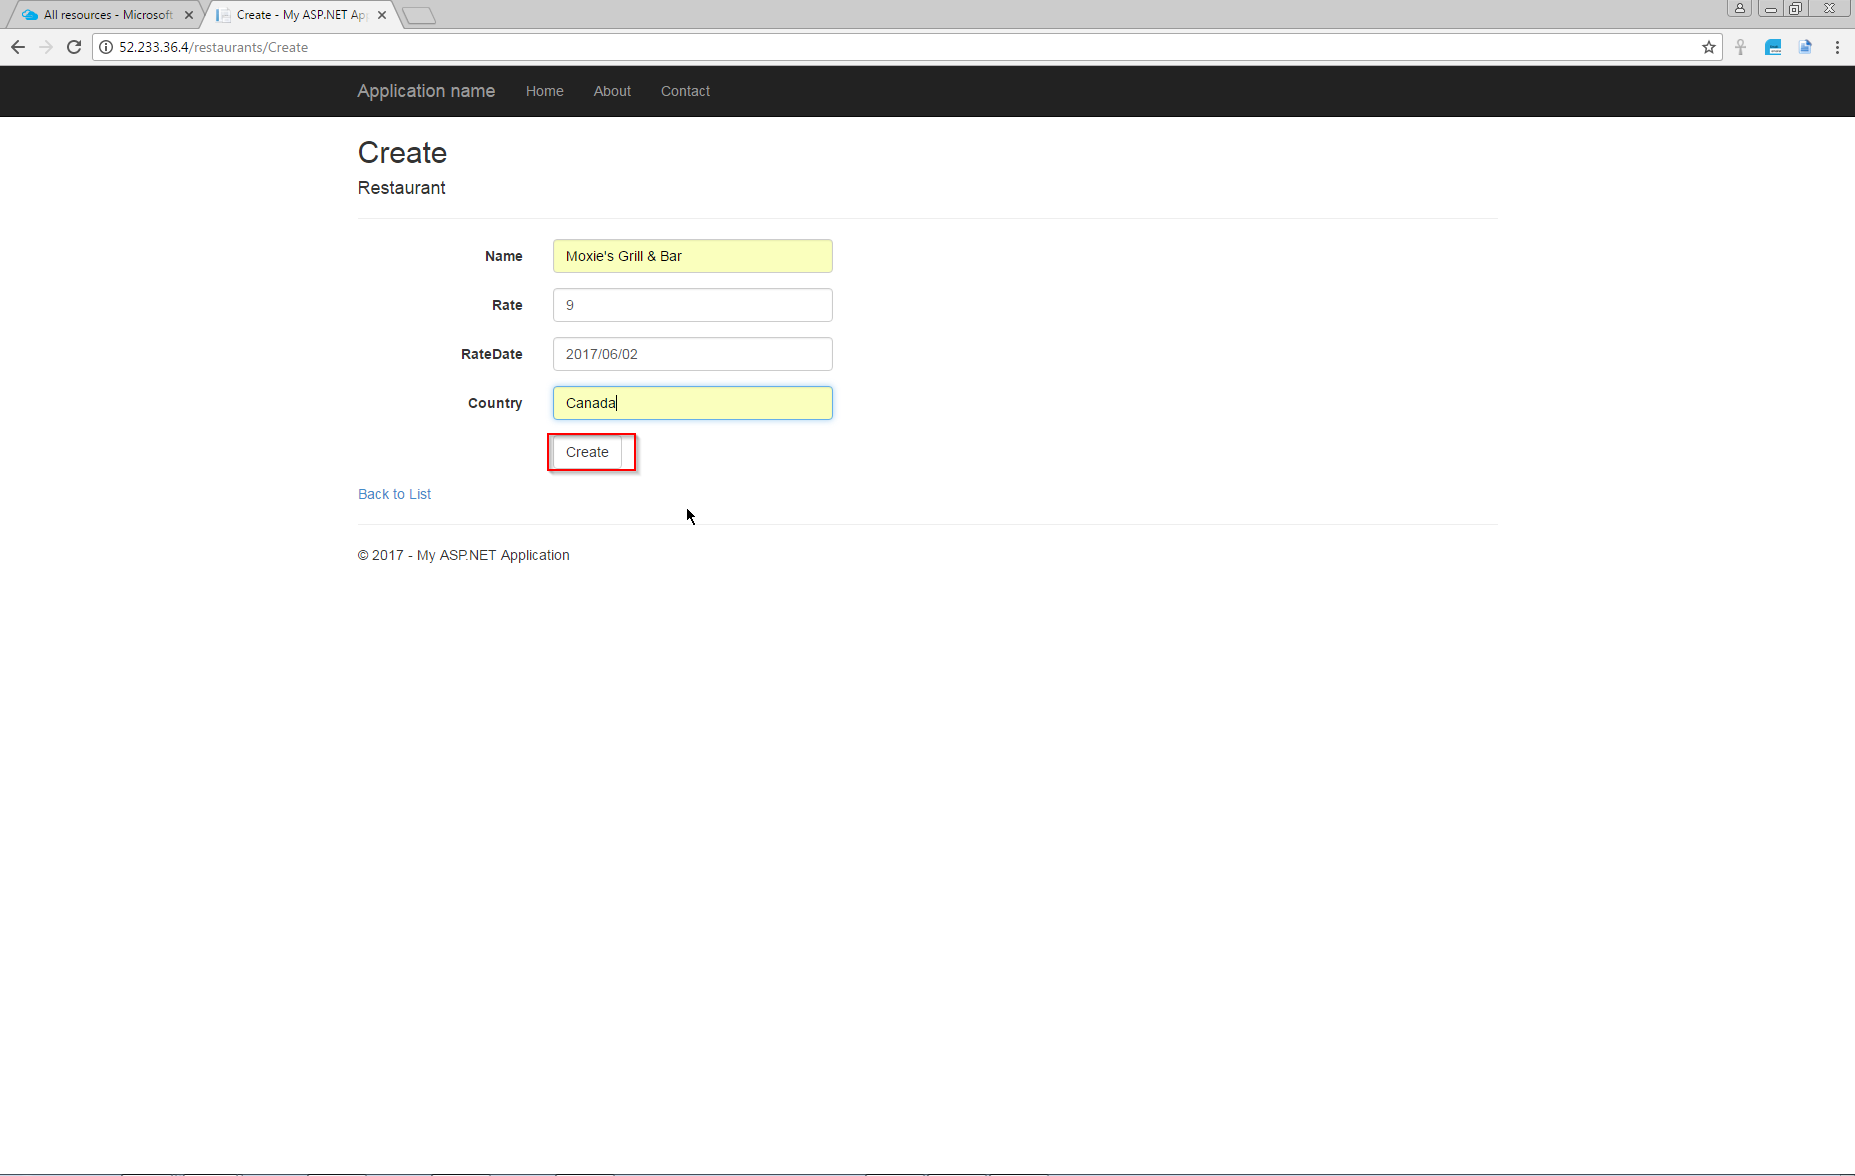 All resources - Microsoft
Create - My ASP.NET Ap
52.233.36.4/restaurants/Create
Application name Home About Contact
Create
Restaurant
Name Moxie's Grill & Bar
Rate 9
RateDate 2017/06/02
Country Canada
Create
Back to List
© 2017 - My ASP.NET Application